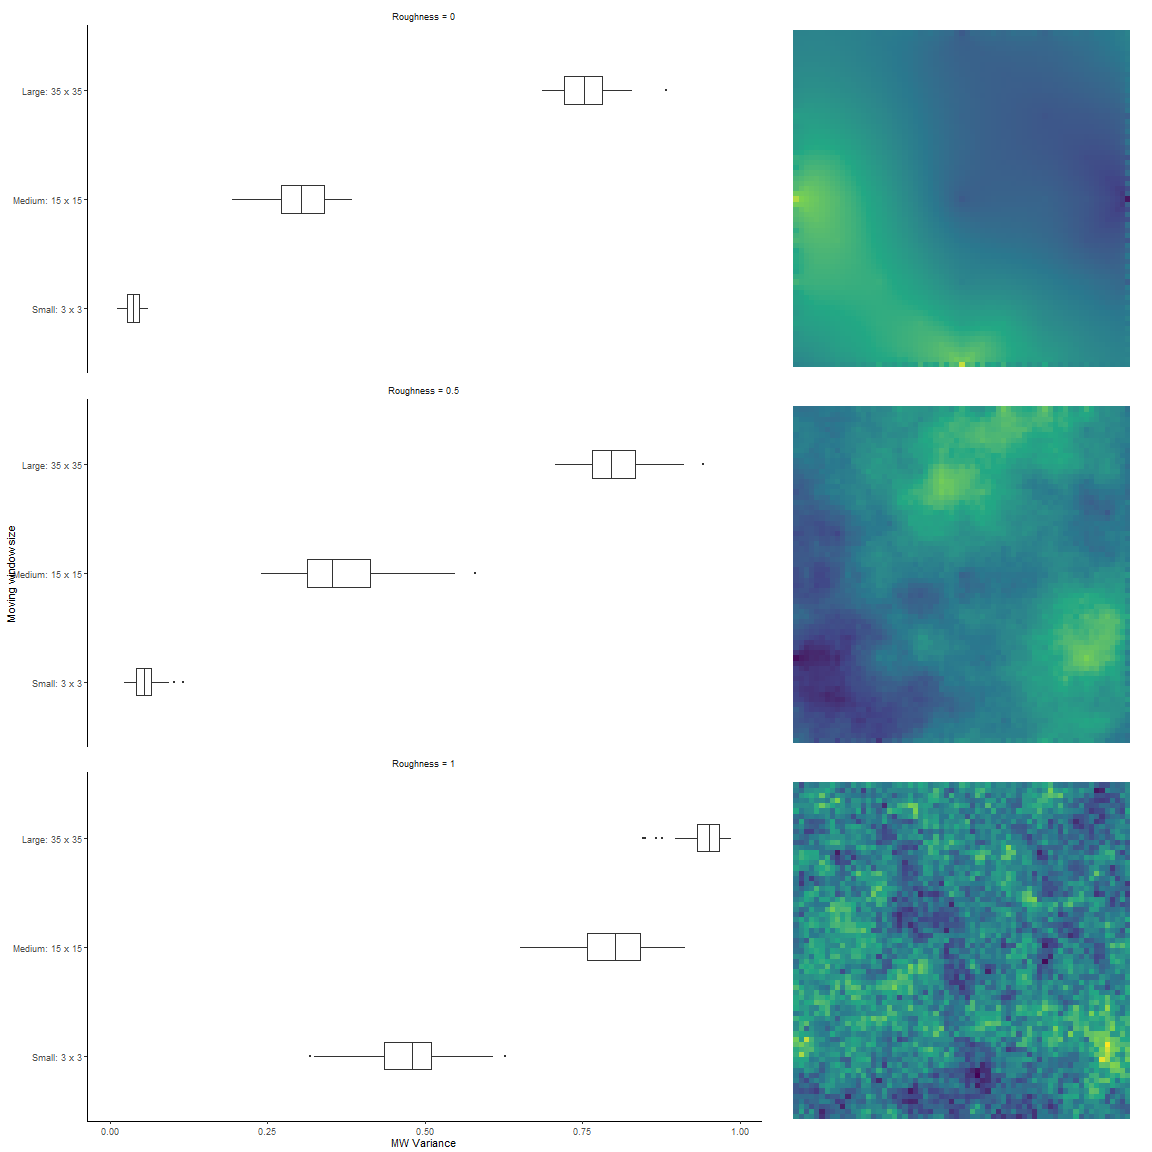 Roughness = 0
Large: 35 x 35
Medium: 15 x 15
Small: 3 x 3
Roughness = 0.5
Large: 35 x 35
Moving window size
Medium: 15 x 15
Small: 3 x 3
Roughness = 1
Large: 35 x 35
Medium: 15 x 15
Small: 3 x 3
0.00 0.25 0.50 0.75 1.00
MW Variance